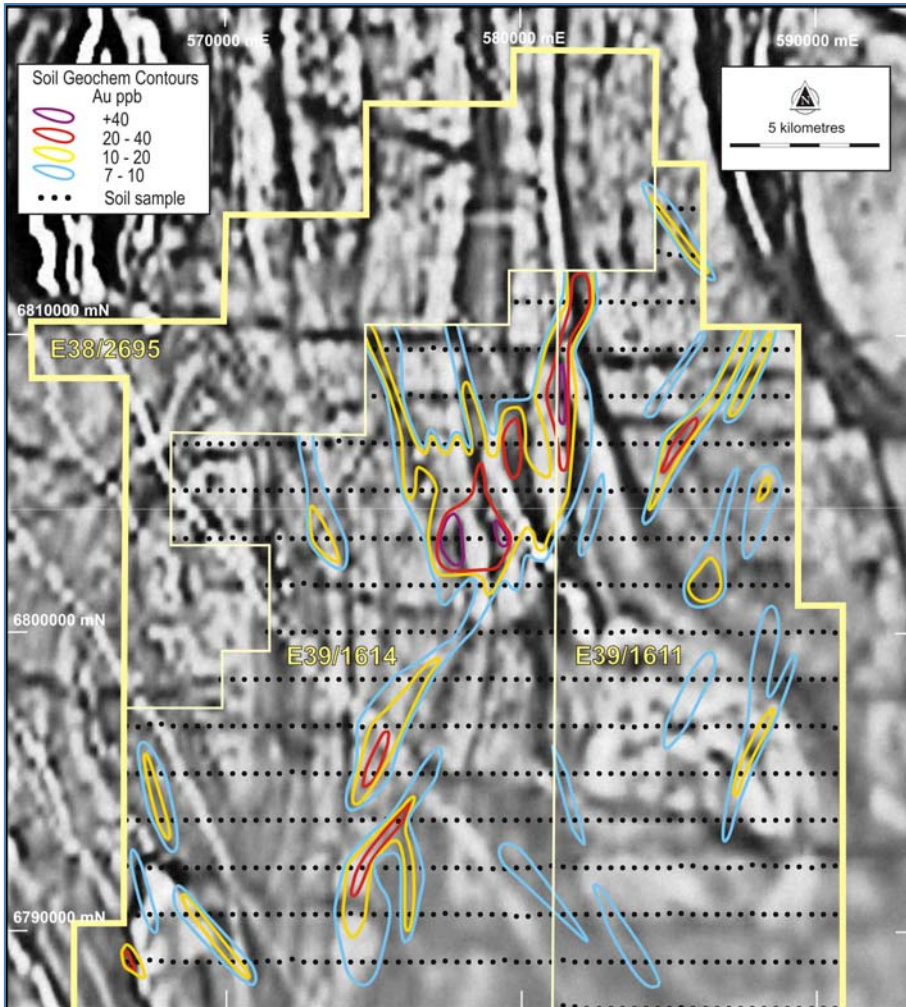 570000 mE
580000 mE
590000 mE
Soil Geochem Contours
Au ppb
+40
20 - 40
10 - 20
7 - 10
Soil sample
N
5 kilometres
6810000 mN
E38/2695
6800000 mN
E39/1614
E39/1611
6790000 mN